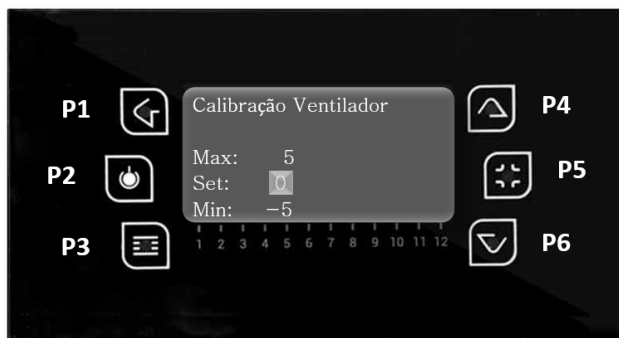 P1
Calibração Ventilador
P4
P2
Max: 5
P5
Set: 0
Min: -5
P3
1 2 3 4 5 6 7 8 9 10 11 12
P6